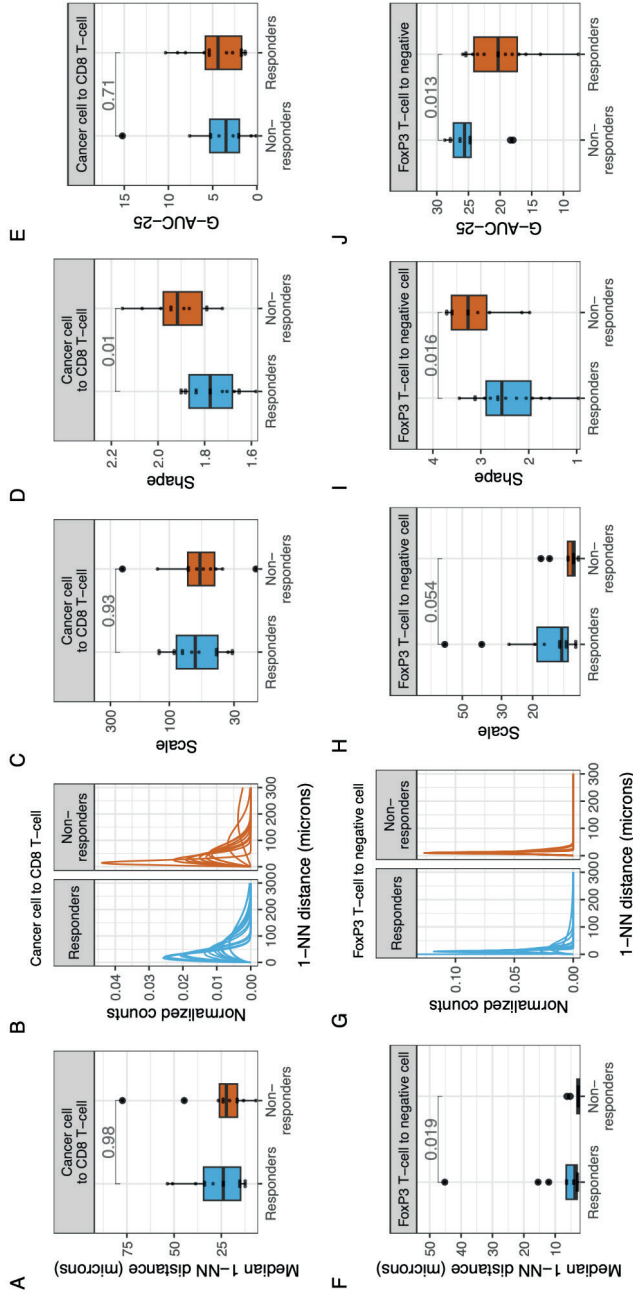 A
Cancer cell
to CD8 T−cell
0.98
Median 1−NN
distance (microns)
75
50
25
Responders
Non−
responders
B
Cancer cell to CD8 T−cell
Responders
Non−
responders
Normalized counts
0.04
0.03
0.02
0.01
0.00
0 100 200 300 0 100 200 300
1−NN distance (microns)
C
Cancer cell
to CD8 T−cell
0.93
Scale
300
100
30
Responders
Non−
responders
D
Cancer cell
to CD8 T−cell
0.01
Shape
2.2
2.0
1.8
1.6
Responders
Non−
responders
E
Cancer cell to CD8 T−cell
0.71
G−AUC−25
15
10
5
0
Non−
responders
Responders
F
FoxP3 T−cell to negative cell
0.019
Median 1−NN
distance (microns)
50
40
30
20
10
Responders
Non−
responders
G
FoxP3 T−cell to negative cell
Responders
Non−
responders
Normalized counts
0.10
0.05
0.00
0 100 200 300 0 100 200 300
1−NN distance (microns)
H
FoxP3 T−cell to negative cell
0.054
Scale
50
30
20
Responders
Non−
responders
I
FoxP3 T−cell to negative cell
0.016
Shape
4
3
2
1
Responders
Non−
responders
J
FoxP3 T−cell to negative
0.013
G−AUC−25
30
25
20
15
10
Non−
responders
Responders